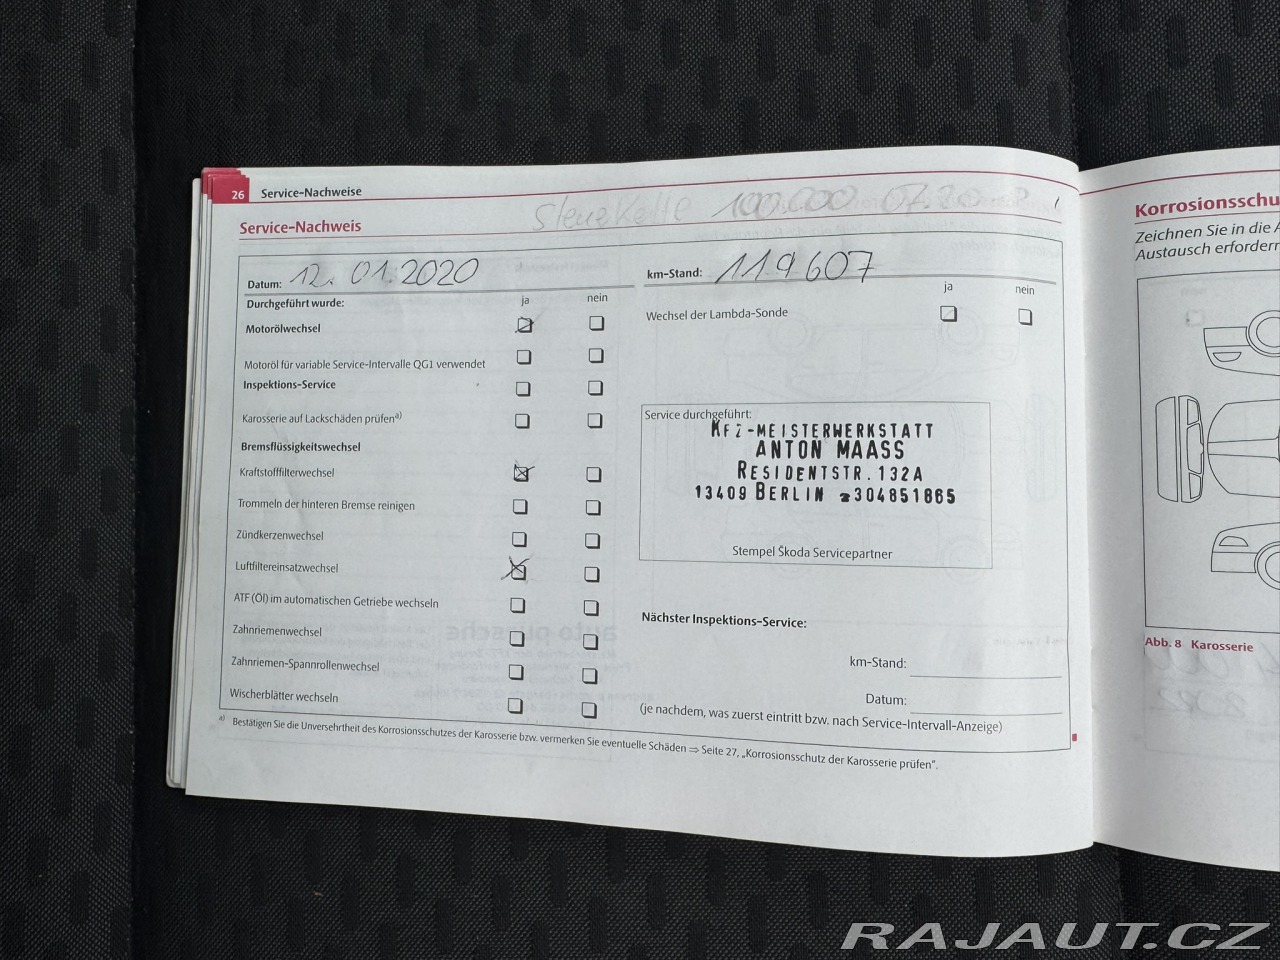 26 Service-Nachweise
Steuerkette 100.000
Service-Nachweis
Datum: 12.01.2020
km-Stand: 119607
Durchgeführt wurde: ja nein
ja nein
Motorölwechsel
Wechsel der Lambda-Sonde
Motoröl für variable Service-Intervalle QG1 verwendet
Inspektions-Service
Karosserie auf Lackschäden prüfen a)
Bremsflüssigkeitswechsel
Kraftstofffilterwechsel
Trommeln der hinteren Bremse reinigen
Zündkerzenwechsel
Luftfiltereinsatzwechsel
ATF (Öl) im automatischen Getriebe wechseln
Zahnriemenwechsel
Zahnriemen-Spannrollenwechsel
Wischerblätter wechseln
Service durchgeführt:
KFZ-MEISTERWERKSTATT
ANTON MAASS
RESIDENTSTR. 132A
13409 BERLIN ☎304851865
Stempel Škoda Servicepartner
Nächster Inspektions-Service:
km-Stand:
Datum:
(je nachdem, was zuerst eintritt bzw. nach Service-Intervall-Anzeige)
a) Bestätigen Sie die Unversehrtheit des Korrosionsschutzes der Karosserie bzw. vermerken Sie eventuelle Schäden ⇒ Seite 27, „Korrosionsschutz der Karosserie prüfen".
Korrosionsschu
Zeichnen Sie in die A
Austausch erfordern
Abb. 8 Karosserie
RAJAUT.CZ